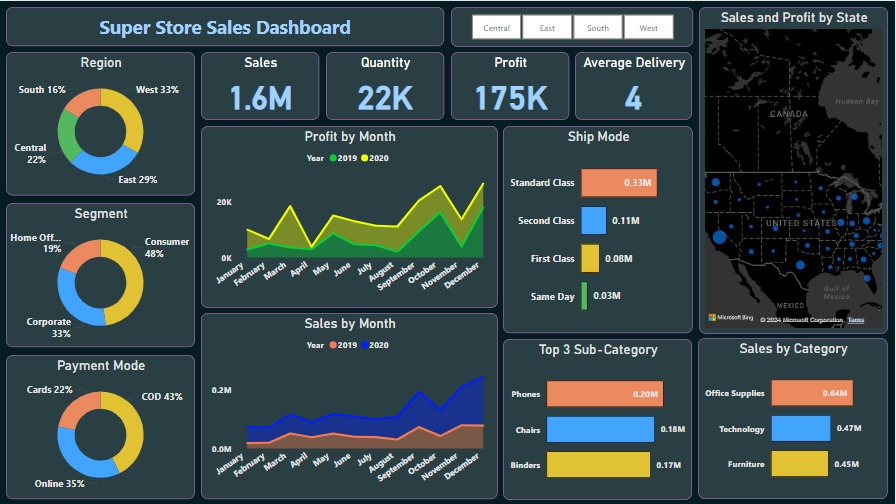 Super Store Sales Dashboard
Central East South West
Region
South 16%
West 33%
Central
22%
East 29%
Segment
Home Off...
19%
Consumer
48%
Corporate
33%
Payment Mode
Cards 22%
COD 43%
Online 35%
Sales
1.6M
Quantity
22K
Profit
175K
Average Delivery
4
Profit by Month
Year 2019 2020
20K
0K
January
February
March
April
May
June
July
August
September
October
November
December
Sales by Month
Year 2019 2020
0.2M
0.0M
January
February
March
April
May
June
July
August
September
October
November
December
Ship Mode
Standard Class 0.33M
Second Class 0.11M
First Class 0.08M
Same Day 0.03M
Top 3 Sub-Category
Phones 0.20M
Chairs 0.18M
Binders 0.17M
Sales and Profit by State
Hudson Bay
CANADA
UNITED STATES
Gulf of
Mexico
MEXICO
Microsoft Bing
© 2024 Microsoft Corporation Terms
Sales by Category
Office Supplies 0.64M
Technology 0.47M
Furniture 0.45M